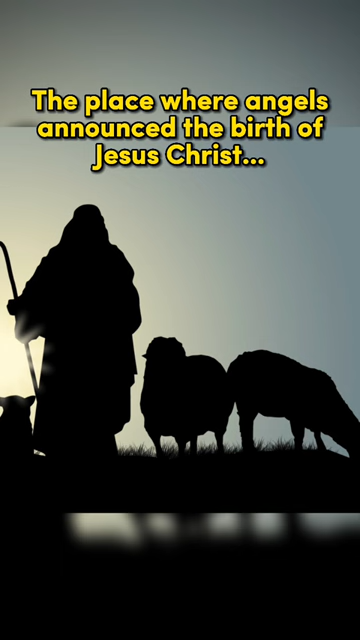 The place where angels
announced the birth of
Jesus Christ...